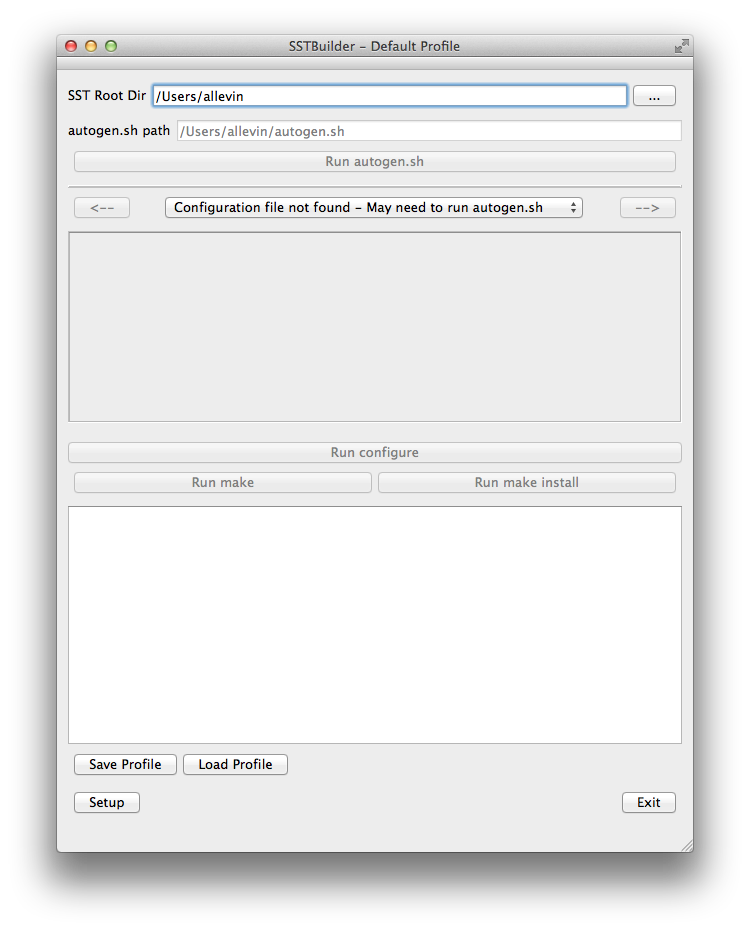 SSTBuilder – Default Profile
SST Root Dir /Users/allevin ...
autogen.sh path /Users/allevin/autogen.sh
Run autogen.sh
<-- Configuration file not found – May need to run autogen.sh -->
Run configure
Run make Run make install
Save Profile Load Profile
Setup Exit